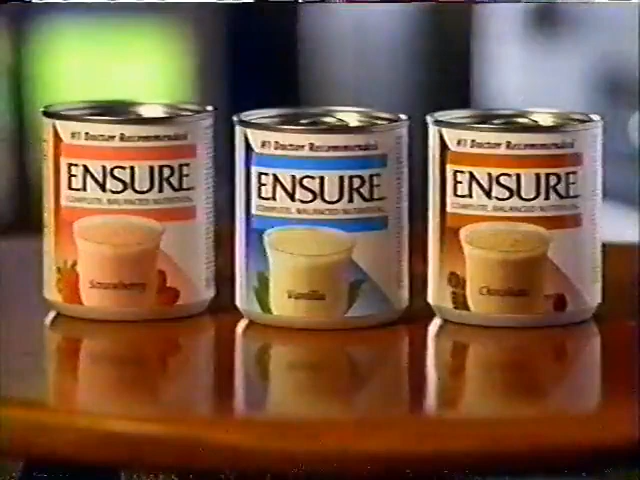 #1 Doctor Recommended
ENSURE
COMPLETE, BALANCED NUTRITION
Strawberry
#1 Doctor Recommended
ENSURE
COMPLETE, BALANCED NUTRITION
Vanilla
#1 Doctor Recommended
ENSURE
COMPLETE, BALANCED NUTRITION
Chocolate